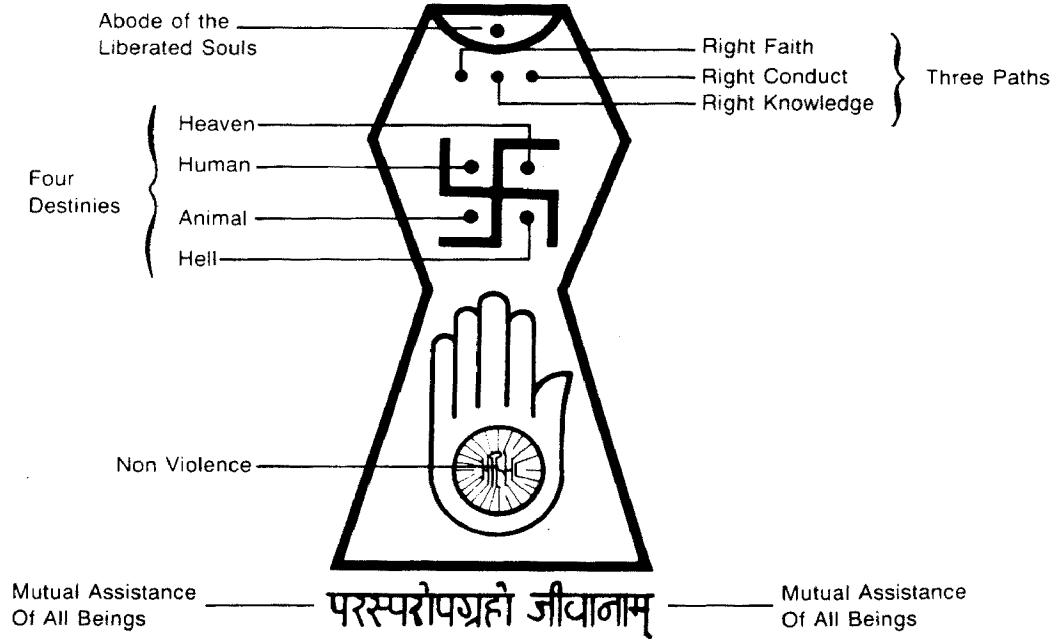 Abode of the
Liberated Souls
Right Faith
Right Conduct
Right Knowledge
Three Paths
Heaven
Human
Four
Destinies
Animal
Hell
Non Violence
Mutual Assistance
Of All Beings
परस्परोपग्रहो जीवानाम्
Mutual Assistance
Of All Beings